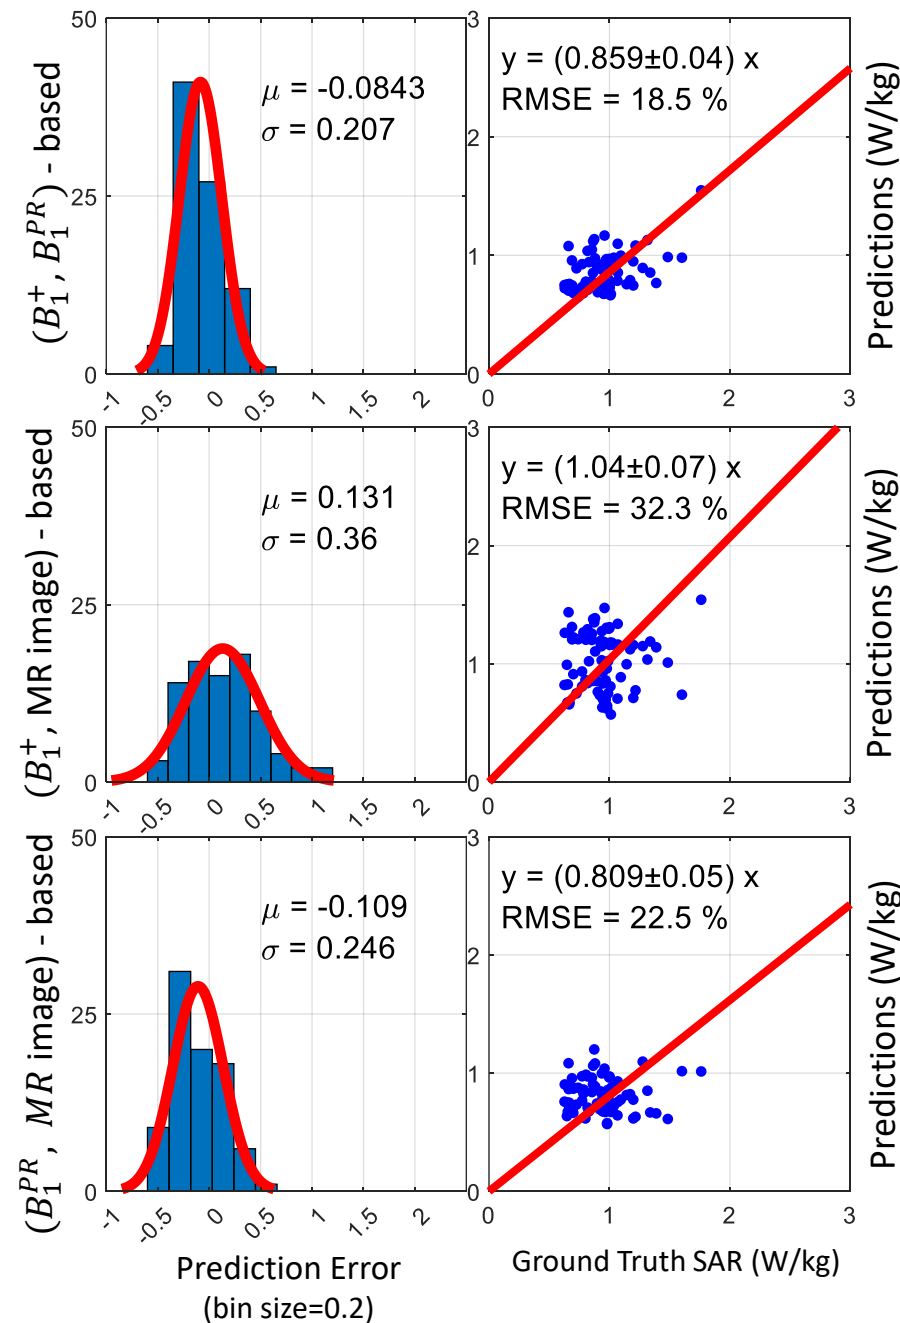 (B₁⁺, B₁ᴾᴿ) - based
50
25
0
μ = -0.0843
σ = 0.207
-1 -0.5 0 0.5 1 1.5 2
3
2
1
0
y = (0.859±0.04) x
RMSE = 18.5 %
0 1 2 3
Predictions (W/kg)
(B₁⁺, MR image) - based
50
25
0
μ = 0.131
σ = 0.36
-1 -0.5 0 0.5 1 1.5 2
3
2
1
0
y = (1.04±0.07) x
RMSE = 32.3 %
0 1 2 3
Predictions (W/kg)
(B₁ᴾᴿ, MR image) - based
50
25
0
μ = -0.109
σ = 0.246
-1 -0.5 0 0.5 1 1.5 2
3
2
1
0
y = (0.809±0.05) x
RMSE = 22.5 %
0 1 2 3
Predictions (W/kg)
Prediction Error
(bin size=0.2)
Ground Truth SAR (W/kg)